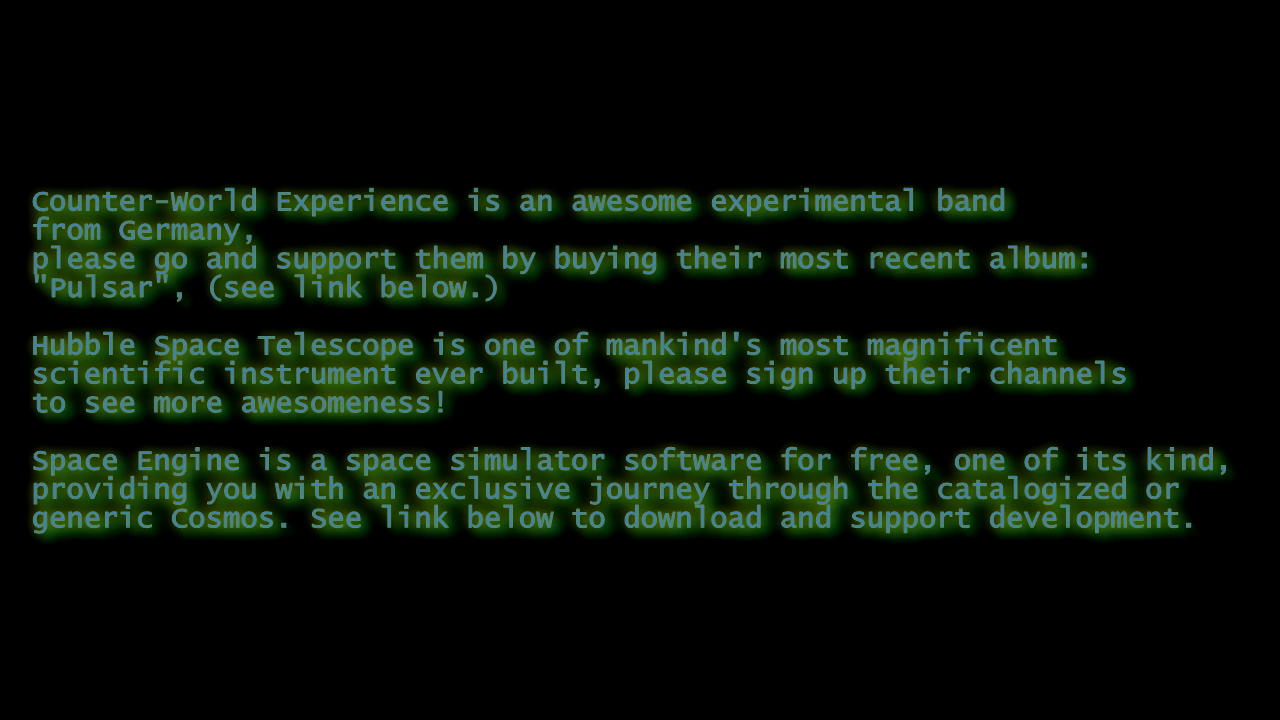 Counter-World Experience is an awesome experimental band
from Germany,
please go and support them by buying their most recent album:
"Pulsar", (see link below.)
Hubble Space Telescope is one of mankind's most magnificent
scientific instrument ever built, please sign up their channels
to see more awesomeness!
Space Engine is a space simulator software for free, one of its kind,
providing you with an exclusive journey through the catalogized or
generic Cosmos. See link below to download and support development.